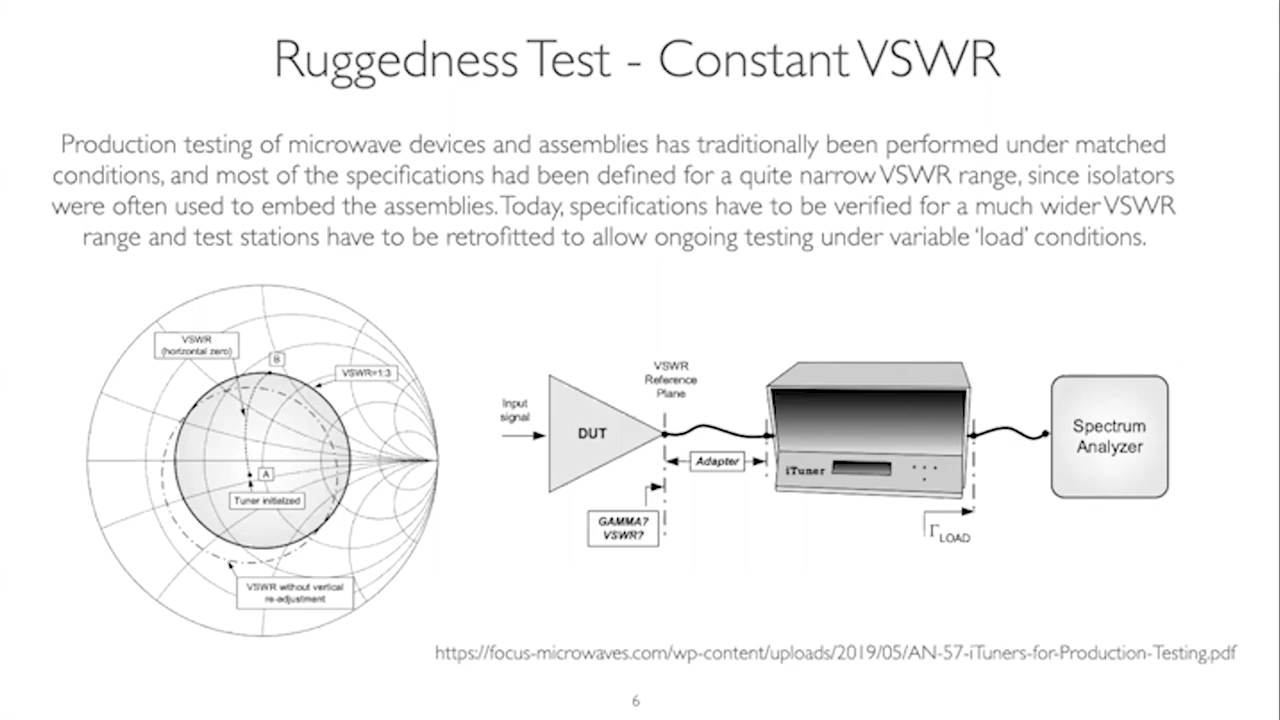 Ruggedness Test - Constant VSWR
Production testing of microwave devices and assemblies has traditionally been performed under matched
conditions, and most of the specifications had been defined for a quite narrow VSWR range, since isolators
were often used to embed the assemblies. Today, specifications have to be verified for a much wider VSWR
range and test stations have to be retrofitted to allow ongoing testing under variable ‘load’ conditions.
VSWR
(horizontal zero)
B
VSWR=1:3
A
Tuner initialized
VSWR without vertical
re-adjustment
Input
signal
DUT
VSWR
Reference
Plane
Adapter
GAMMA?
VSWR?
iTuner
ΓLOAD
Spectrum
Analyzer
https://focus-microwaves.com/wp-content/uploads/2019/05/AN-57-iTuners-for-Production-Testing.pdf
6